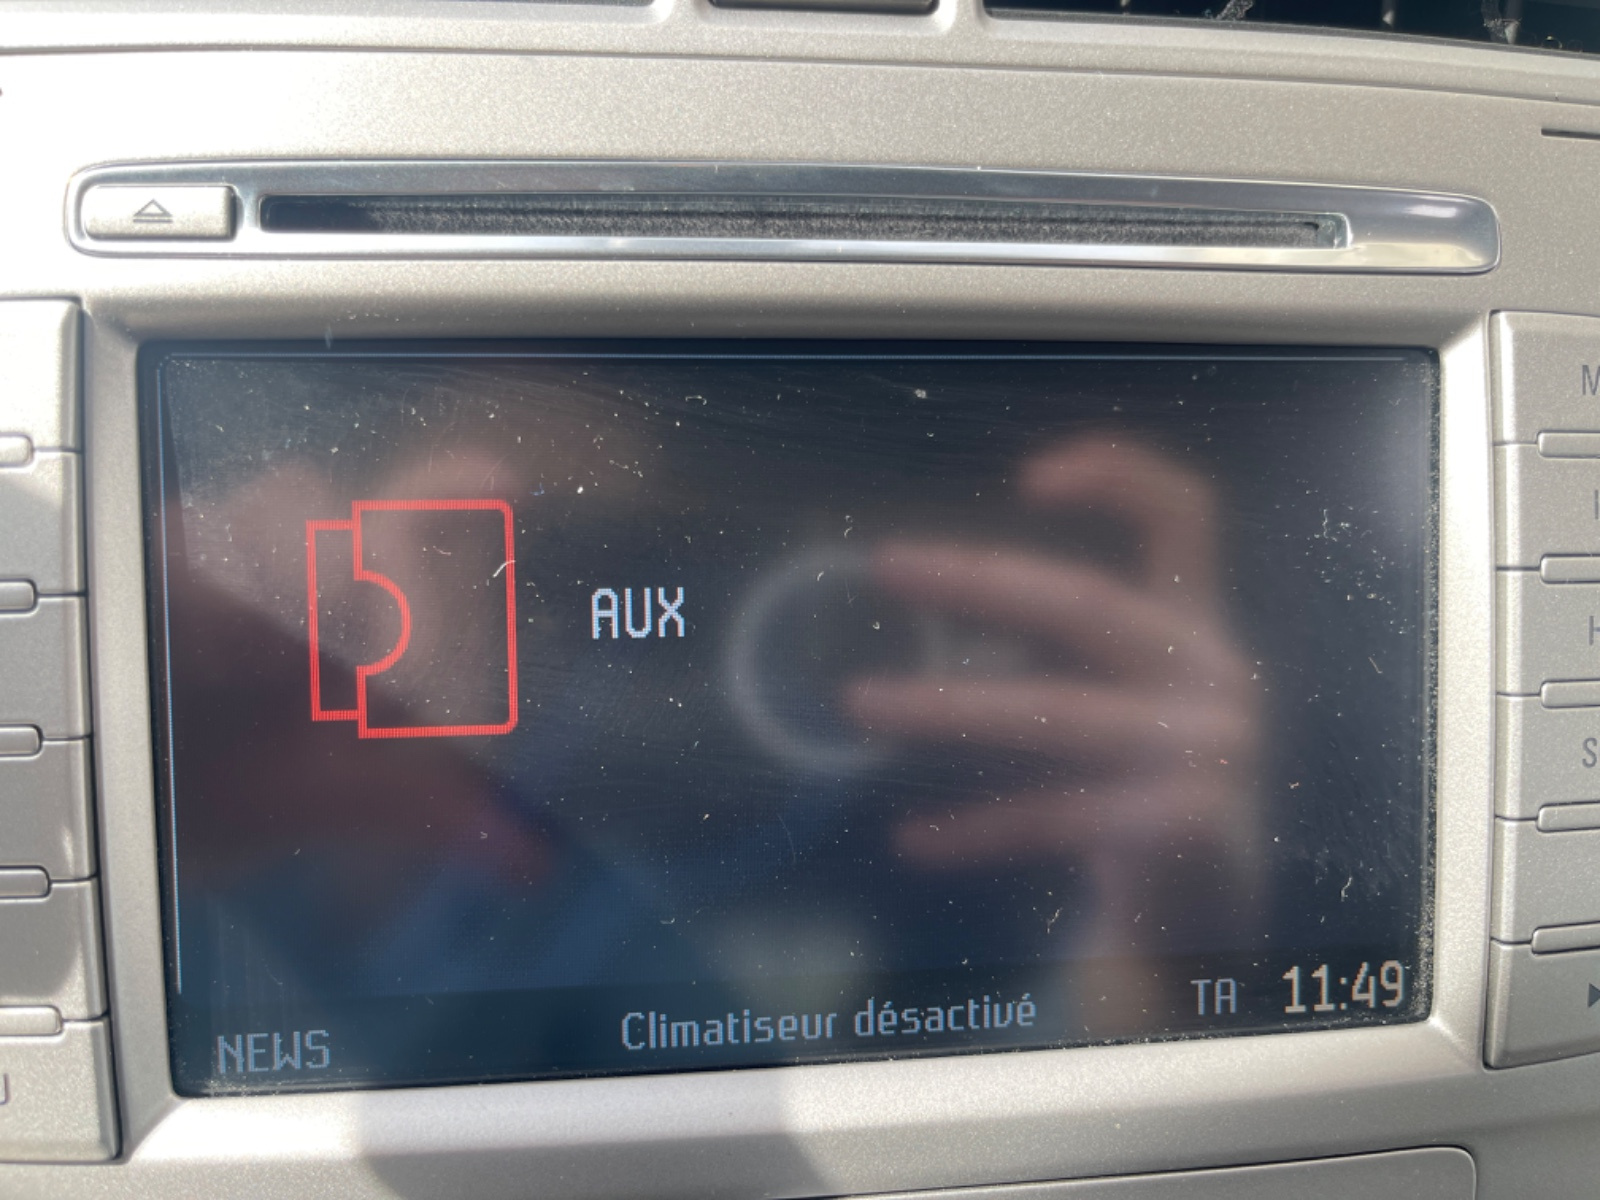 AUX
TA 11:49
Climatiseur désactivé
NEWS